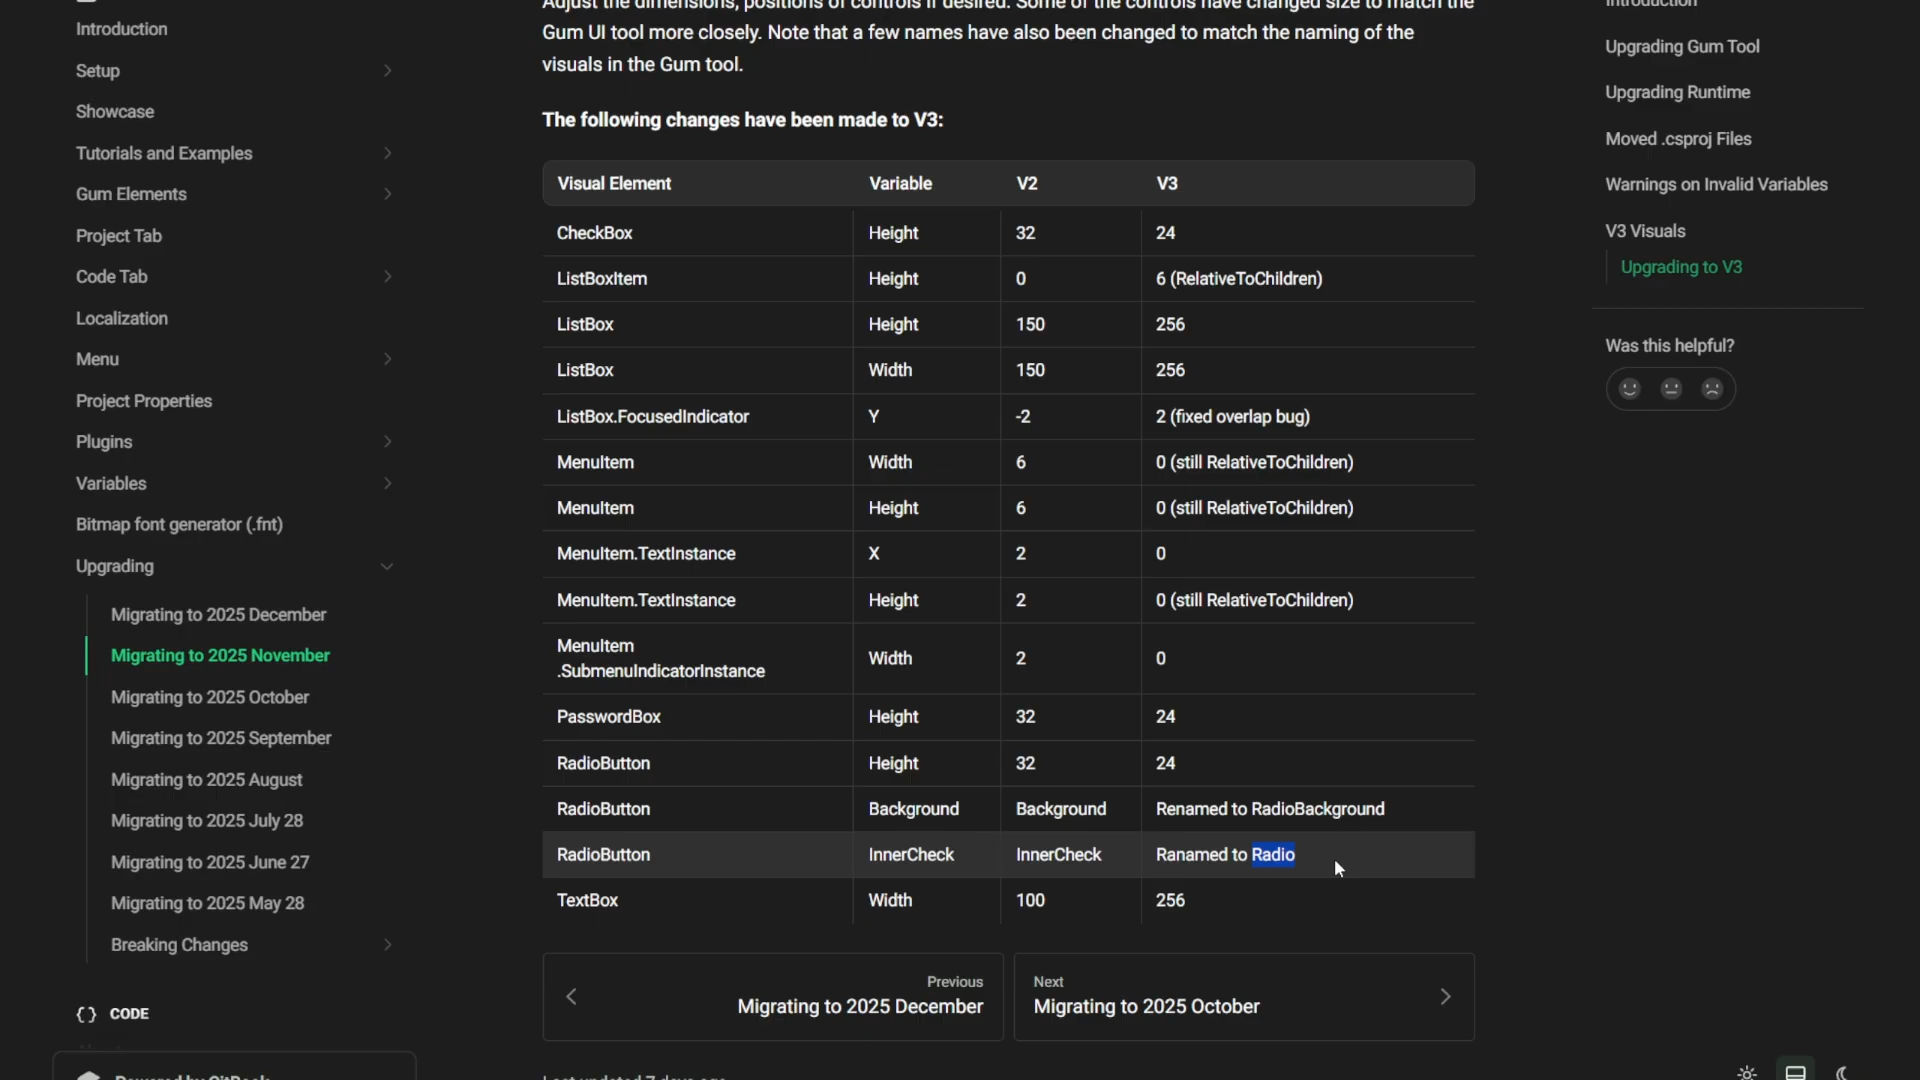 Adjust the dimensions, positions of controls if desired. Some of the controls have changed size to match the
Gum UI tool more closely. Note that a few names have also been changed to match the naming of the
visuals in the Gum tool.
The following changes have been made to V3:
Visual Element Variable V2 V3
CheckBox Height 32 24
ListBoxItem Height 0 6 (RelativeToChildren)
ListBox Height 150 256
ListBox Width 150 256
ListBox.FocusedIndicator Y -2 2 (fixed overlap bug)
MenuItem Width 6 0 (still RelativeToChildren)
MenuItem Height 6 0 (still RelativeToChildren)
MenuItem.TextInstance X 2 0
MenuItem.TextInstance Height 2 0 (still RelativeToChildren)
MenuItem
.SubmenuIndicatorInstance Width 2 0
PasswordBox Height 32 24
RadioButton Height 32 24
RadioButton Background Background Renamed to RadioBackground
RadioButton InnerCheck InnerCheck Ranamed to Radio
TextBox Width 100 256
Previous
Migrating to 2025 December
Next
Migrating to 2025 October
Last updated 7 days ago
Introduction
Setup
Showcase
Tutorials and Examples
Gum Elements
Project Tab
Code Tab
Localization
Menu
Project Properties
Plugins
Variables
Bitmap font generator (.fnt)
Upgrading
Migrating to 2025 December
Migrating to 2025 November
Migrating to 2025 October
Migrating to 2025 September
Migrating to 2025 August
Migrating to 2025 July 28
Migrating to 2025 June 27
Migrating to 2025 May 28
Breaking Changes
{} CODE
Powered by GitBook
Introduction
Upgrading Gum Tool
Upgrading Runtime
Moved .csproj Files
Warnings on Invalid Variables
V3 Visuals
Upgrading to V3
Was this helpful?